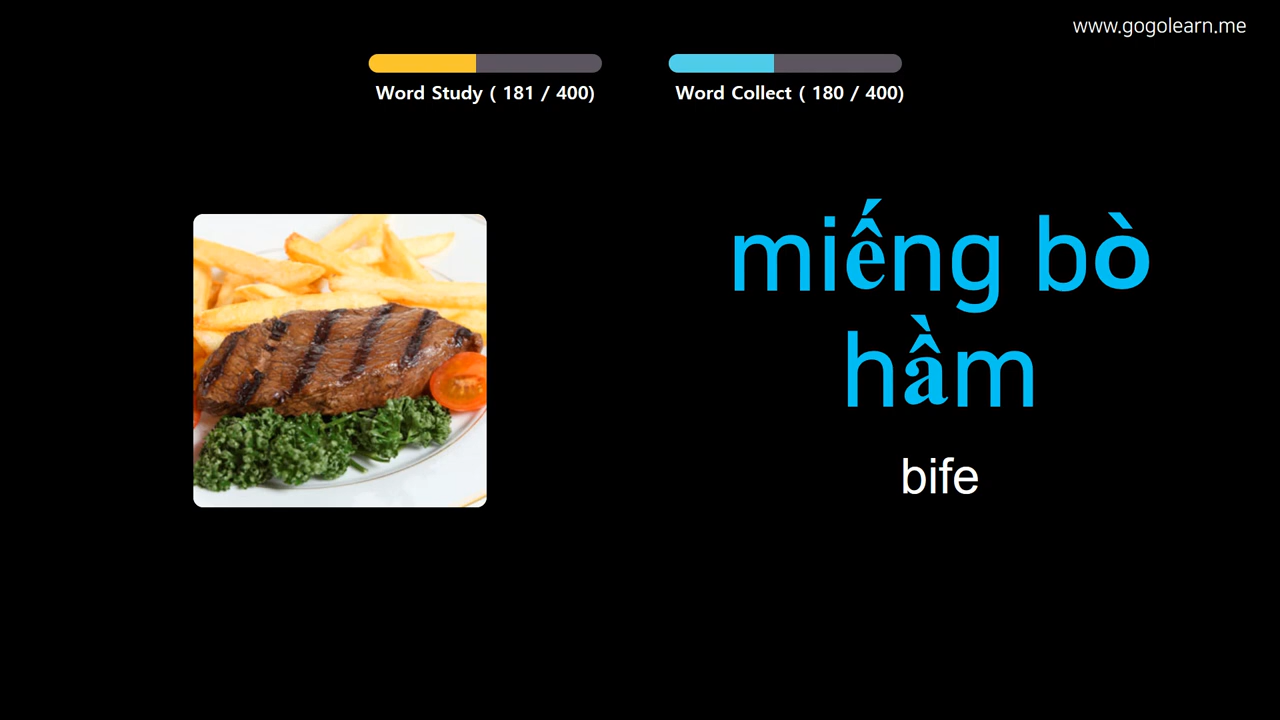 www.gogolearn.me
Word Study ( 181 / 400)
Word Collect ( 180 / 400)
miếng bò
hầm
bife